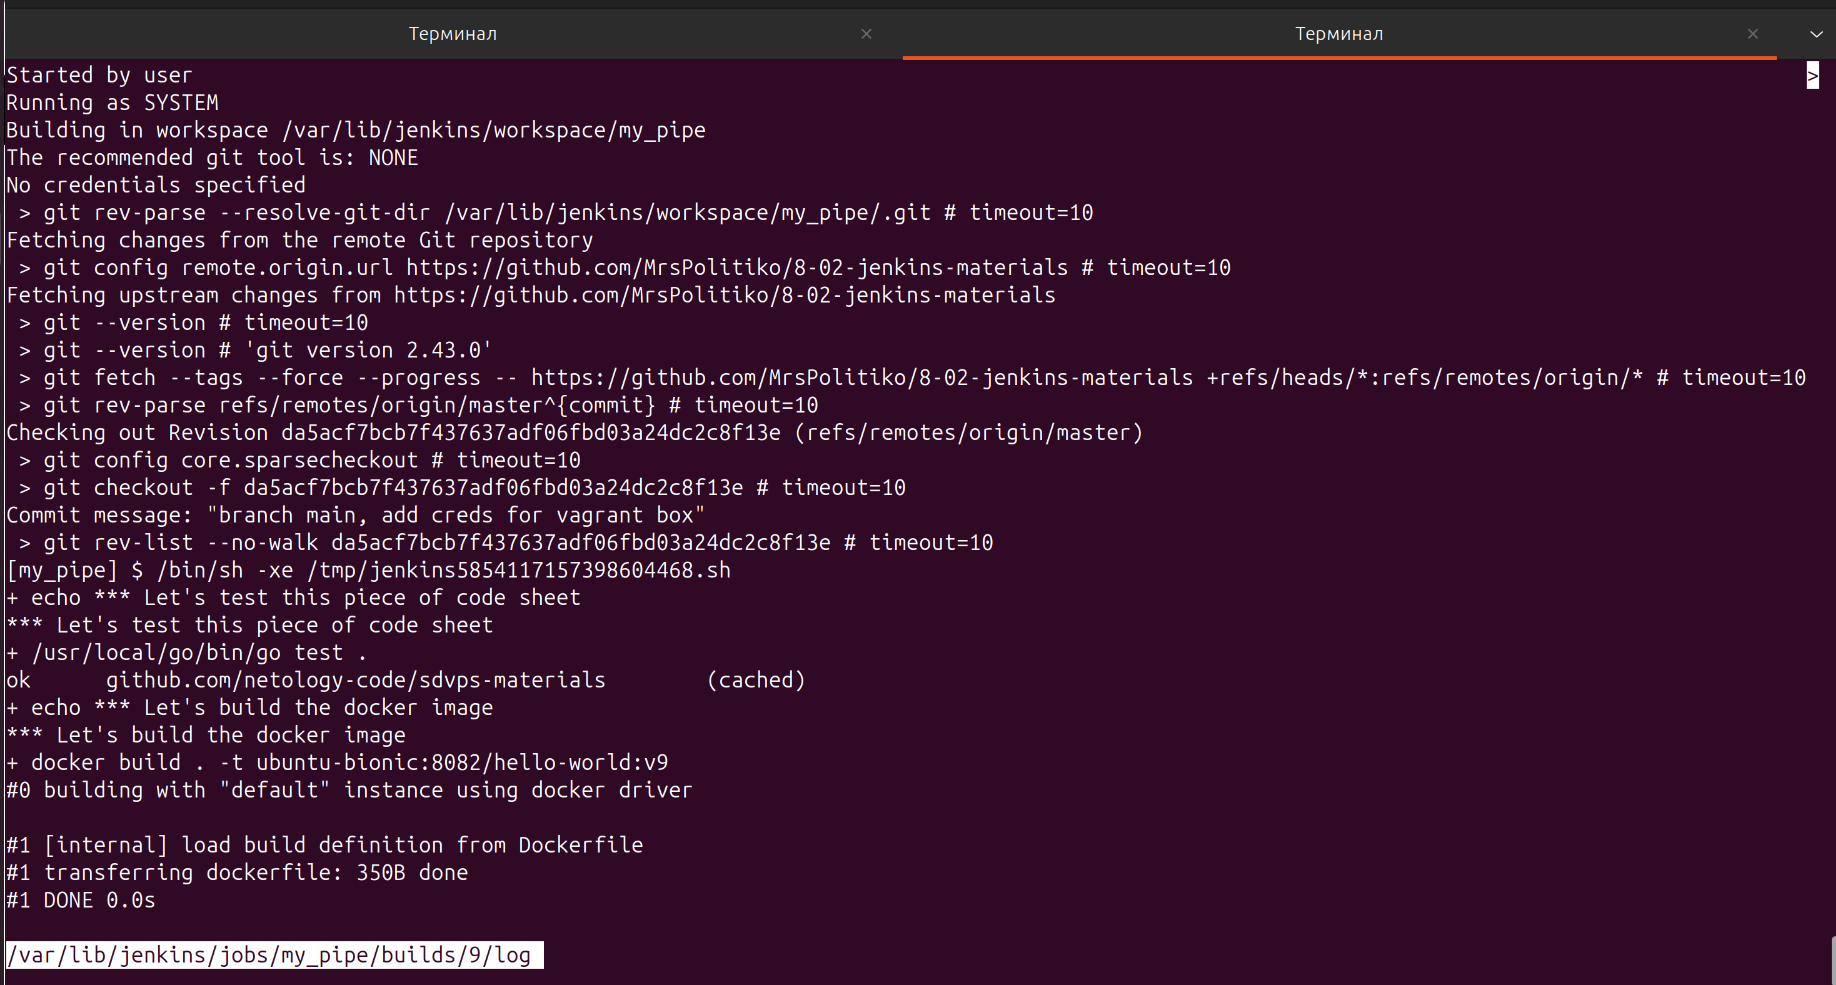 Терминал × Терминал ×
Started by user
>
Running as SYSTEM
Building in workspace /var/lib/jenkins/workspace/my_pipe
The recommended git tool is: NONE
No credentials specified
 > git rev-parse --resolve-git-dir /var/lib/jenkins/workspace/my_pipe/.git # timeout=10
Fetching changes from the remote Git repository
 > git config remote.origin.url https://github.com/MrsPolitiko/8-02-jenkins-materials # timeout=10
Fetching upstream changes from https://github.com/MrsPolitiko/8-02-jenkins-materials
 > git --version # timeout=10
 > git --version # 'git version 2.43.0'
 > git fetch --tags --force --progress -- https://github.com/MrsPolitiko/8-02-jenkins-materials +refs/heads/*:refs/remotes/origin/* # timeout=10
 > git rev-parse refs/remotes/origin/master^{commit} # timeout=10
Checking out Revision da5acf7bcb7f437637adf06fbd03a24dc2c8f13e (refs/remotes/origin/master)
 > git config core.sparsecheckout # timeout=10
 > git checkout -f da5acf7bcb7f437637adf06fbd03a24dc2c8f13e # timeout=10
Commit message: "branch main, add creds for vagrant box"
 > git rev-list --no-walk da5acf7bcb7f437637adf06fbd03a24dc2c8f13e # timeout=10
[my_pipe] $ /bin/sh -xe /tmp/jenkins5854117157398604468.sh
+ echo *** Let's test this piece of code sheet
*** Let's test this piece of code sheet
+ /usr/local/go/bin/go test .
ok      github.com/netology-code/sdvps-materials        (cached)
+ echo *** Let's build the docker image
*** Let's build the docker image
+ docker build . -t ubuntu-bionic:8082/hello-world:v9
#0 building with "default" instance using docker driver
#1 [internal] load build definition from Dockerfile
#1 transferring dockerfile: 350B done
#1 DONE 0.0s
/var/lib/jenkins/jobs/my_pipe/builds/9/log